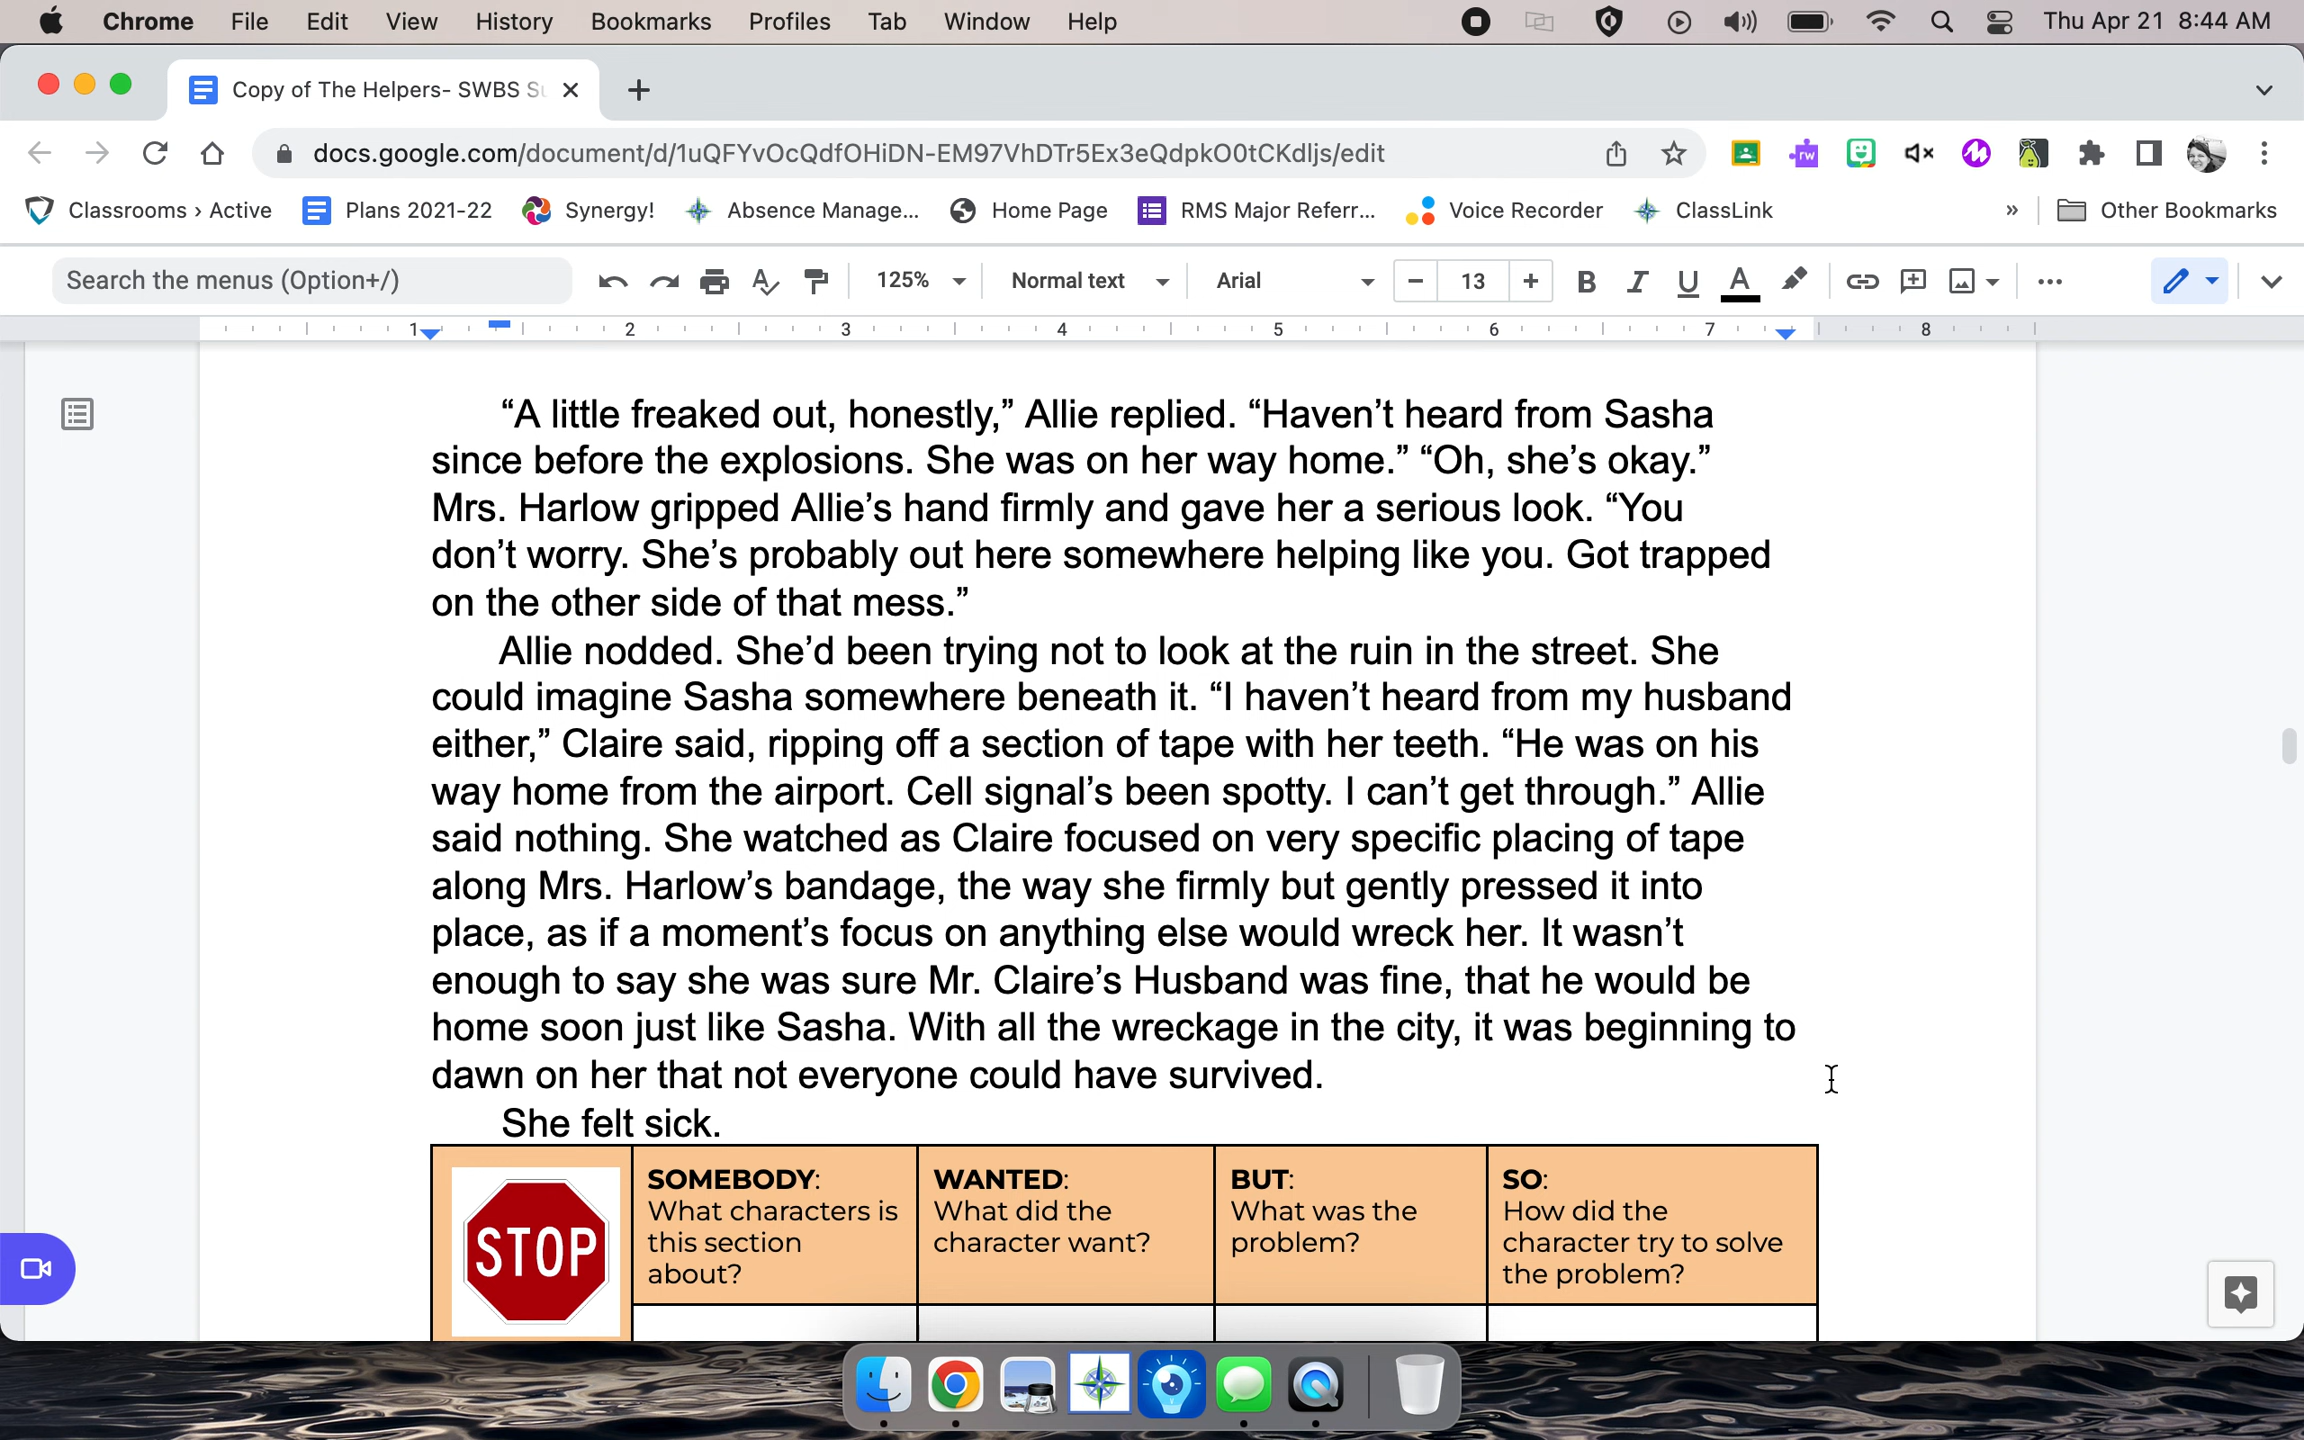 Chrome File Edit View History Bookmarks Profiles Tab Window Help Thu Apr 21 8:44 AM
Copy of The Helpers- SWBS
docs.google.com/document/d/1uQFYvOcQdfOHiDN-EM97VhDTr5Ex3eQdpkO0tCKdljs/edit
Classrooms › Active Plans 2021-22 Synergy! Absence Manage... Home Page RMS Major Referr... Voice Recorder ClassLink » Other Bookmarks
Search the menus (Option+/) 125% Normal text Arial 13 B I U A
1 2 3 4 5 6 7 8
“A little freaked out, honestly,” Allie replied. “Haven’t heard from Sasha
since before the explosions. She was on her way home.” “Oh, she’s okay.”
Mrs. Harlow gripped Allie’s hand firmly and gave her a serious look. “You
don’t worry. She’s probably out here somewhere helping like you. Got trapped
on the other side of that mess.”
Allie nodded. She’d been trying not to look at the ruin in the street. She
could imagine Sasha somewhere beneath it. “I haven’t heard from my husband
either,” Claire said, ripping off a section of tape with her teeth. “He was on his
way home from the airport. Cell signal’s been spotty. I can’t get through.” Allie
said nothing. She watched as Claire focused on very specific placing of tape
along Mrs. Harlow’s bandage, the way she firmly but gently pressed it into
place, as if a moment’s focus on anything else would wreck her. It wasn’t
enough to say she was sure Mr. Claire’s Husband was fine, that he would be
home soon just like Sasha. With all the wreckage in the city, it was beginning to
dawn on her that not everyone could have survived.
She felt sick.
STOP
SOMEBODY:
What characters is
this section
about?
WANTED:
What did the
character want?
BUT:
What was the
problem?
SO:
How did the
character try to solve
the problem?